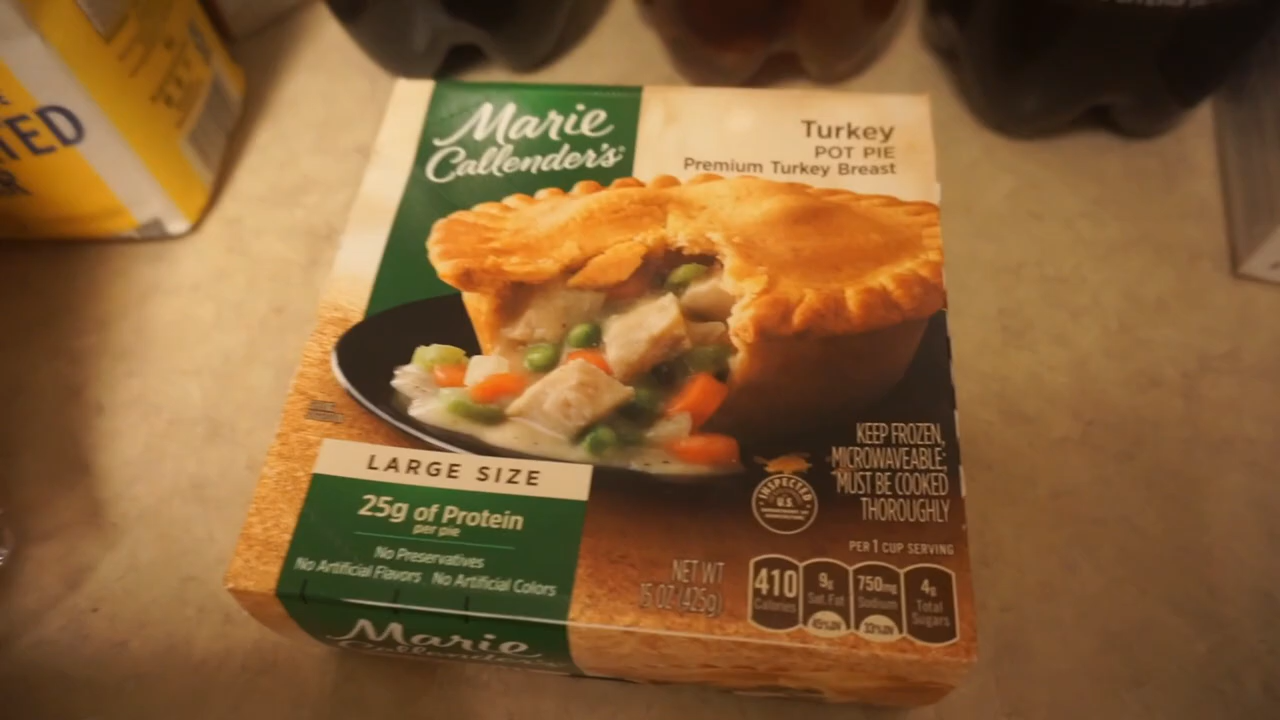 TED
Marie
Callender's
Turkey
POT PIE
Premium Turkey Breast
LARGE SIZE
25g of Protein
per pie
No Preservatives
No Artificial Flavors No Artificial Colors
KEEP FROZEN,
MICROWAVEABLE;
MUST BE COOKED
THOROUGHLY
INSPECTED
U.S.
NET WT
15 OZ (425g)
PER 1 CUP SERVING
410
Calories
9g
Sat Fat
45% DV
750mg
Sodium
33% DV
4g
Total
Sugars
Marie
Callender's